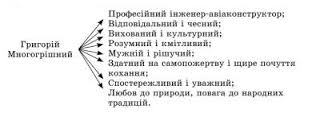 Професійний інженер-авіаконструктор;
Відповідальний і чесний;
Вихований і культурний;
Григорій
Многогрішний
Розумний і кмітливий;
Мужній і рішучий;
Здатний на самопожертву і щире почуття
кохання;
Спостережливий і уважний;
Любов до природи, повага до народних
традицій.